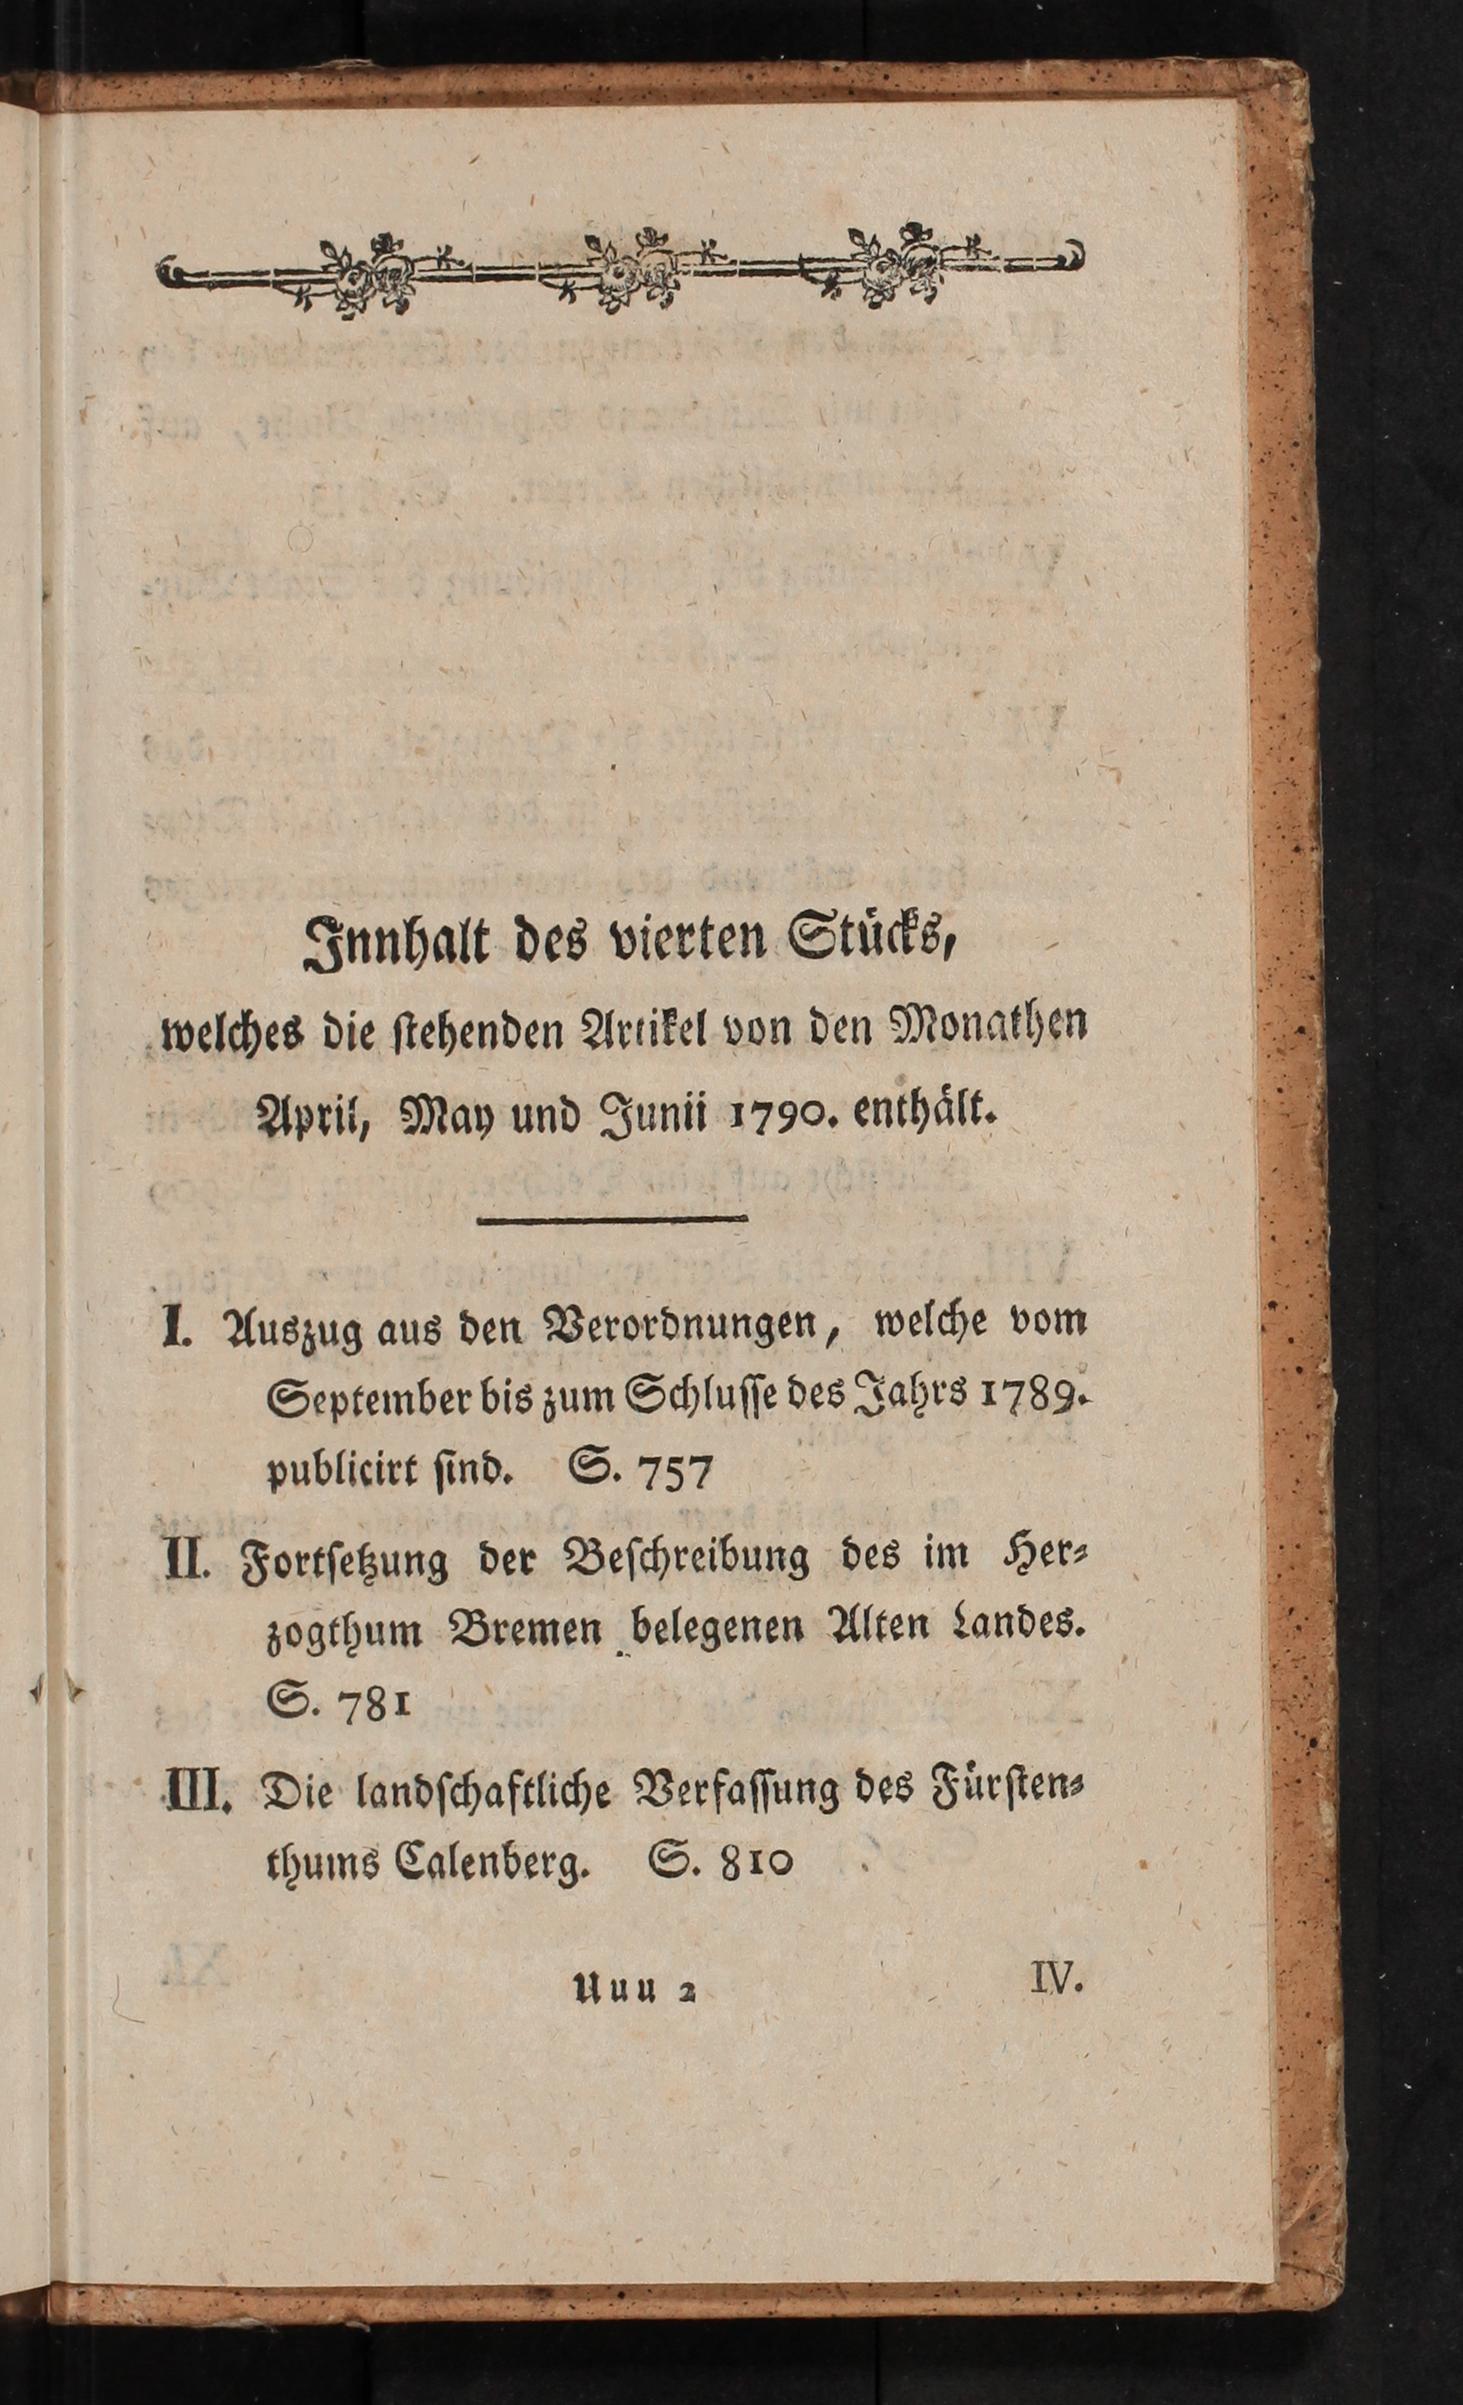 Innhalt des vierten Stücks,
welches die ſtehenden Artikel von den Monathen
April, May und Junii 1790. enthält.
I. Auszug aus den Verordnungen, welche vom
September bis zum Schluſſe des Jahrs 1789.
publicirt ſind. S. 757
II. Fortſetzung der Beſchreibung des im Her⸗
zogthum Bremen belegenen Alten Landes.
S. 781
III. Die landſchaftliche Verfaſſung des Fürſten⸗
thums Calenberg. S. 810
Uuu 2 IV.